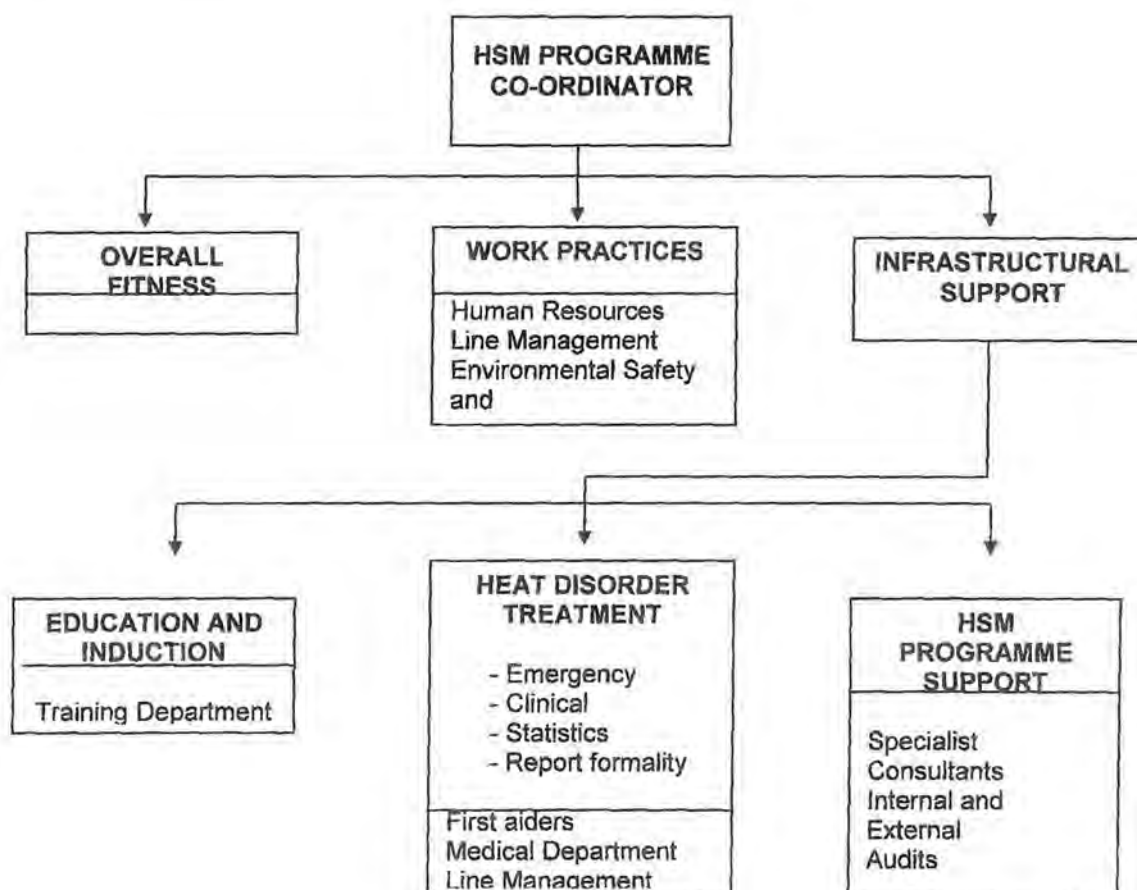 HSM PROGRAMME
CO-ORDINATOR
OVERALL
FITNESS
WORK PRACTICES
Human Resources
Line Management
Environmental Safety
and
INFRASTRUCTURAL
SUPPORT
EDUCATION AND
INDUCTION
Training Department
HEAT DISORDER
TREATMENT
- Emergency
- Clinical
- Statistics
- Report formality
First aiders
Medical Department
Line Management
HSM
PROGRAMME
SUPPORT
Specialist
Consultants
Internal and
External
Audits